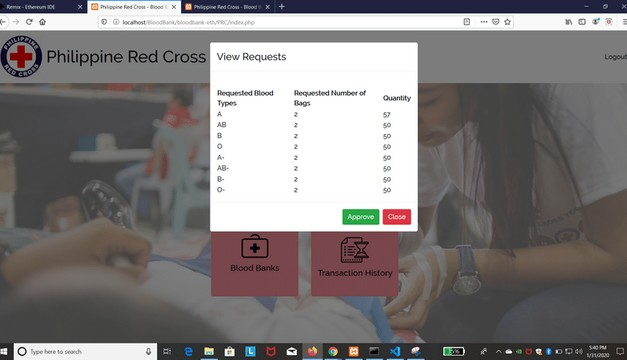 Remix - Ethereum IDE
Philippine Red Cross - Blood B
Philippine Red Cross - Blood B
localhost/BloodBank/bloodbank-eth/PRC/index.php
PHILIPPINE
RED CROSS
Philippine Red Cross
Logout
View Requests
Requested Blood Types Requested Number of Bags Quantity
A 2 57
AB 2 50
B 2 50
O 2 50
A- 2 50
AB- 2 50
B- 2 50
O- 2 50
Approve Close
Blood Banks
Transaction History
Type here to search
5:40 PM
1/31/2020